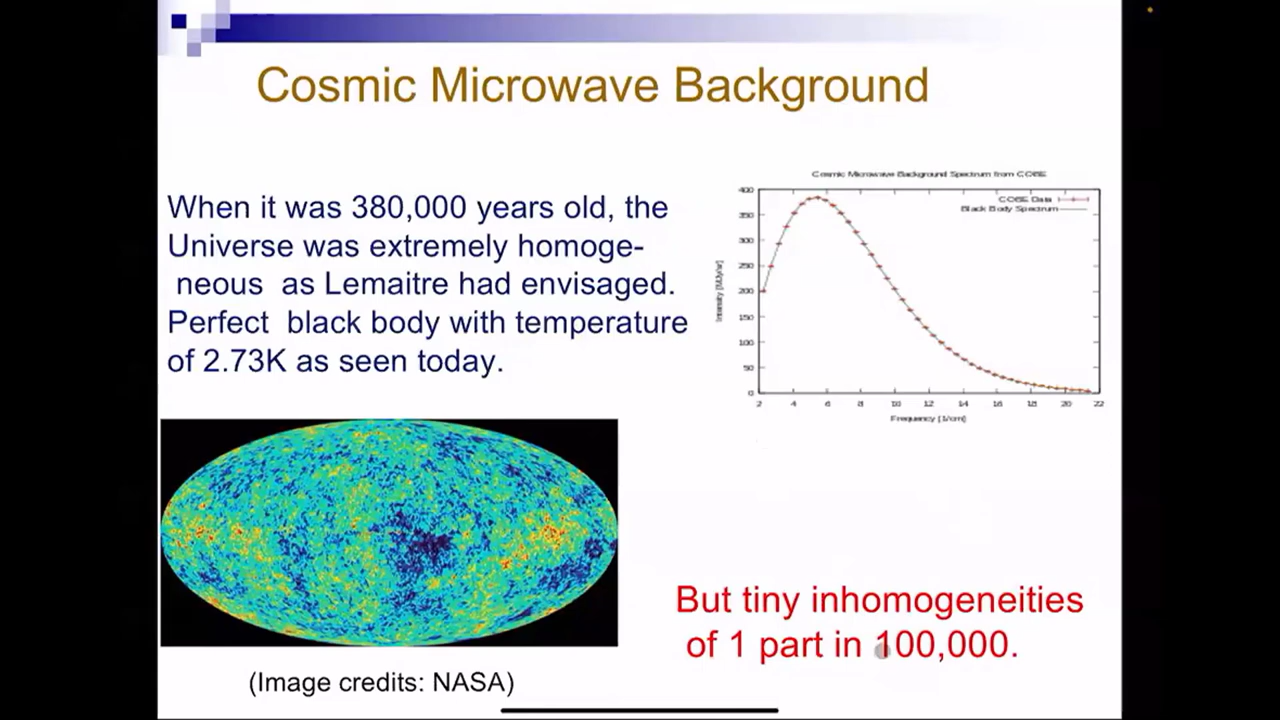 Cosmic Microwave Background
When it was 380,000 years old, the
Universe was extremely homoge-
neous as Lemaitre had envisaged.
Perfect black body with temperature
of 2.73K as seen today.
Cosmic Microwave Background Spectrum from COBE
COBE Data
Black Body Spectrum
Intensity [MJy/sr]
400
350
300
250
200
150
100
50
0
2 4 6 8 10 12 14 16 18 20 22
Frequency [1/cm]
But tiny inhomogeneities
of 1 part in 100,000.
(Image credits: NASA)